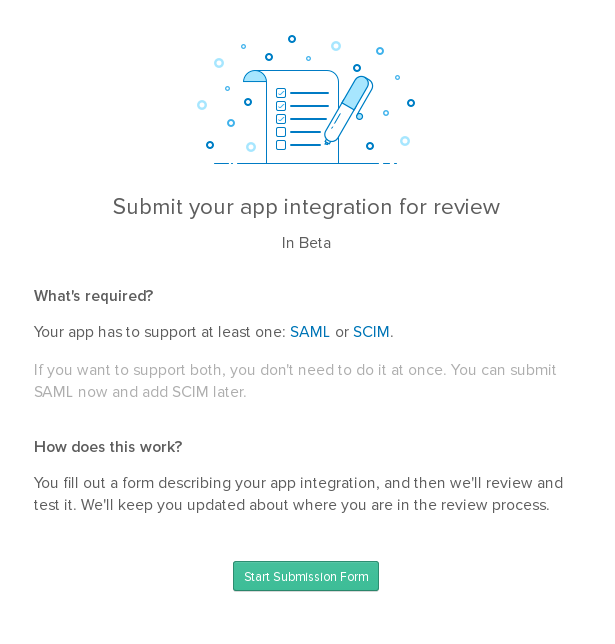 Submit your app integration for review
In Beta
What's required?
Your app has to support at least one: SAML or SCIM.
If you want to support both, you don't need to do it at once. You can submit
SAML now and add SCIM later.
How does this work?
You fill out a form describing your app integration, and then we'll review and
test it. We'll keep you updated about where you are in the review process.
Start Submission Form